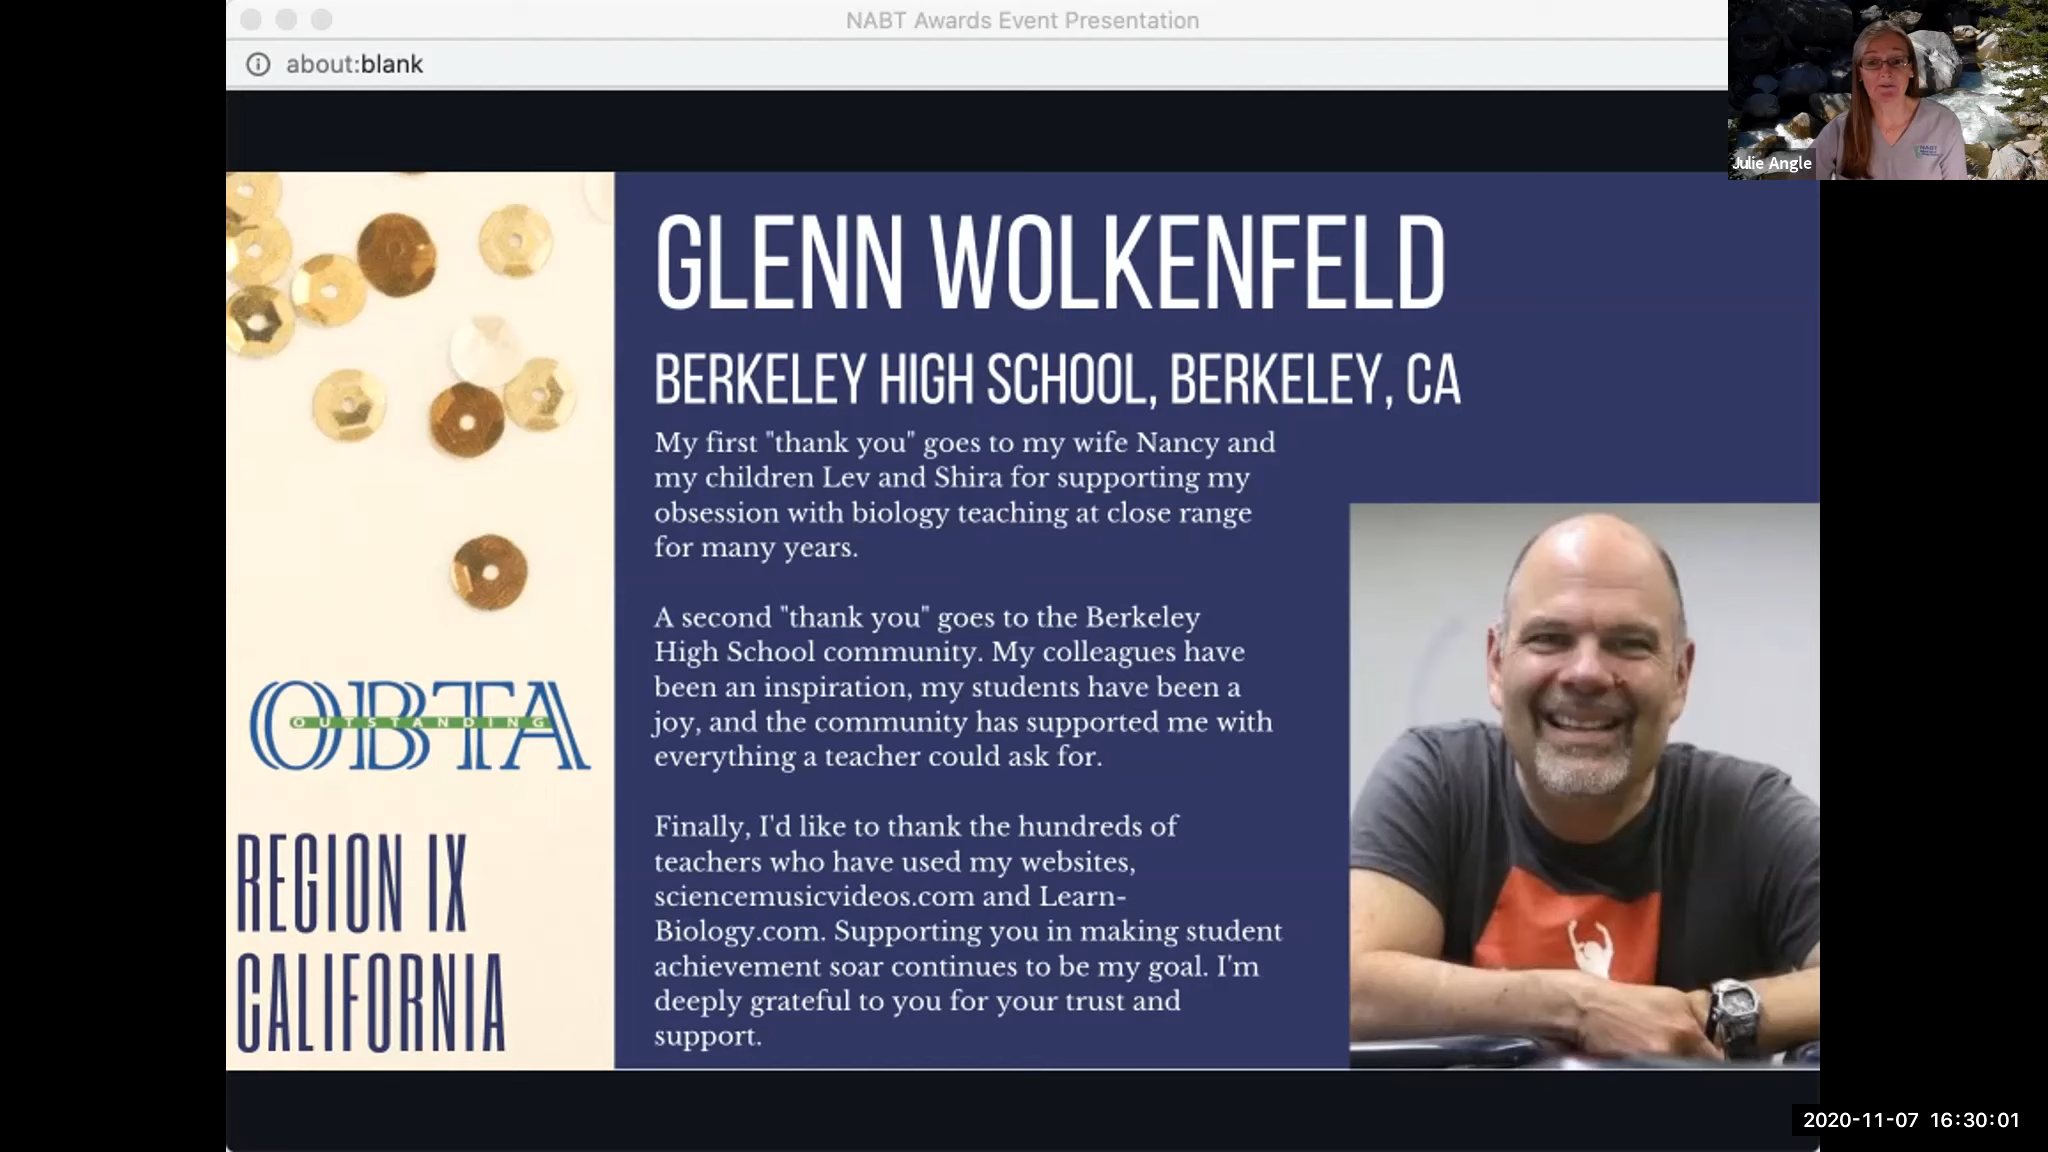 NABT Awards Event Presentation
about:blank
Julie Angle
NABT
GLENN WOLKENFELD
BERKELEY HIGH SCHOOL, BERKELEY, CA
My first "thank you" goes to my wife Nancy and
my children Lev and Shira for supporting my
obsession with biology teaching at close range
for many years.
A second "thank you" goes to the Berkeley
High School community. My colleagues have
been an inspiration, my students have been a
joy, and the community has supported me with
everything a teacher could ask for.
Finally, I'd like to thank the hundreds of
teachers who have used my websites,
sciencemusicvideos.com and Learn-
Biology.com. Supporting you in making student
achievement soar continues to be my goal. I'm
deeply grateful to you for your trust and
support.
OBTA
OUTSTANDING
REGION IX
CALIFORNIA
2020-11-07 16:30:01